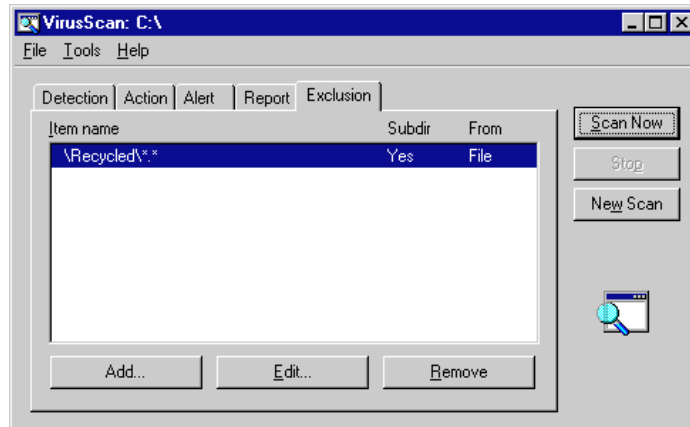 VirusScan: C:\
File Tools Help
Detection Action Alert Report Exclusion
Item name Subdir From
\Recycled\*.* Yes File
Scan Now
Stop
New Scan
Add... Edit... Remove